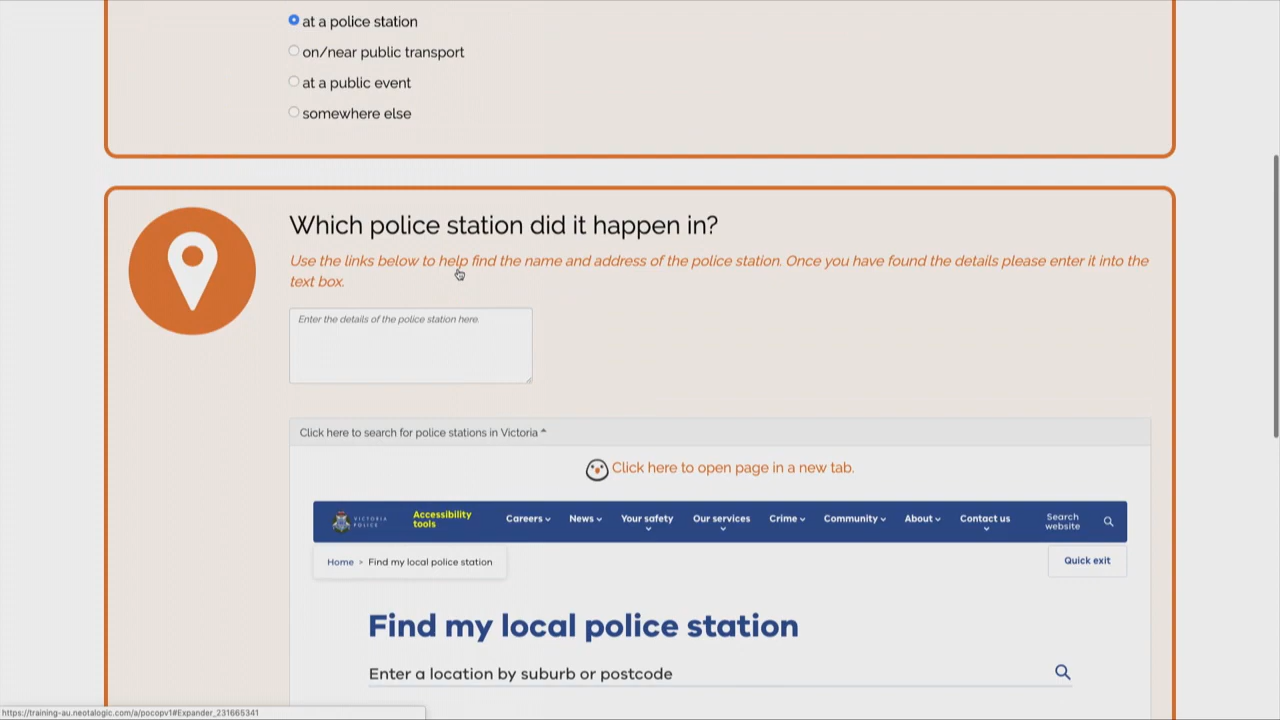 at a police station
on/near public transport
at a public event
somewhere else
Which police station did it happen in?
Use the links below to help find the name and address of the police station. Once you have found the details please enter it into the
text box.
Enter the details of the police station here.
Click here to search for police stations in Victoria
Click here to open page in a new tab.
VICTORIA
POLICE
Accessibility
tools
Careers
News
Your safety
Our services
Crime
Community
About
Contact us
Search
website
Home > Find my local police station
Quick exit
Find my local police station
Enter a location by suburb or postcode
https://training-au.neotalogic.com/a/pocopv1#Expander_231665341